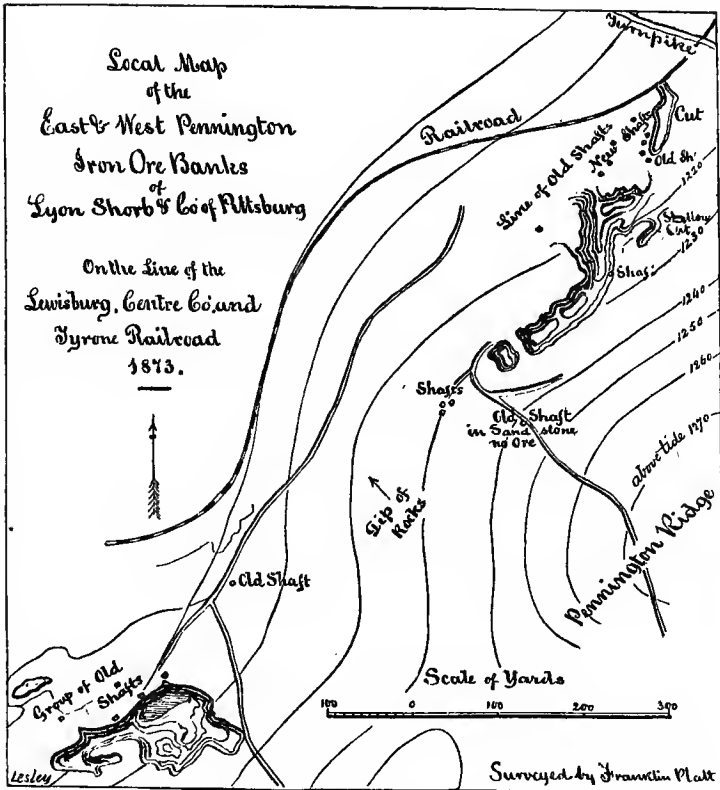 Local Map
of the
East & West Pennington
Iron Ore Banks
of
Lyon Shorb & Co of Pittsburg
On the Line of the
Lewisburg, Centre Co, and
Tyrone Railroad
1873.
Turnpike
Railroad
Cut
Line of Old Shafts
New Shafts
Old Sh.
1220
Shallow
Cut
1230
Shaf.
1240
1250
1260
above tide 1270
Shafts
Old Shaft
in Sand stone
no Ore
Dip of
Rocks
Pennington Ridge
Old Shaft
Group of Old
Shafts
Scale of Yards
100 0 100 200 300
Lesley
Surveyed by Franklin Platt